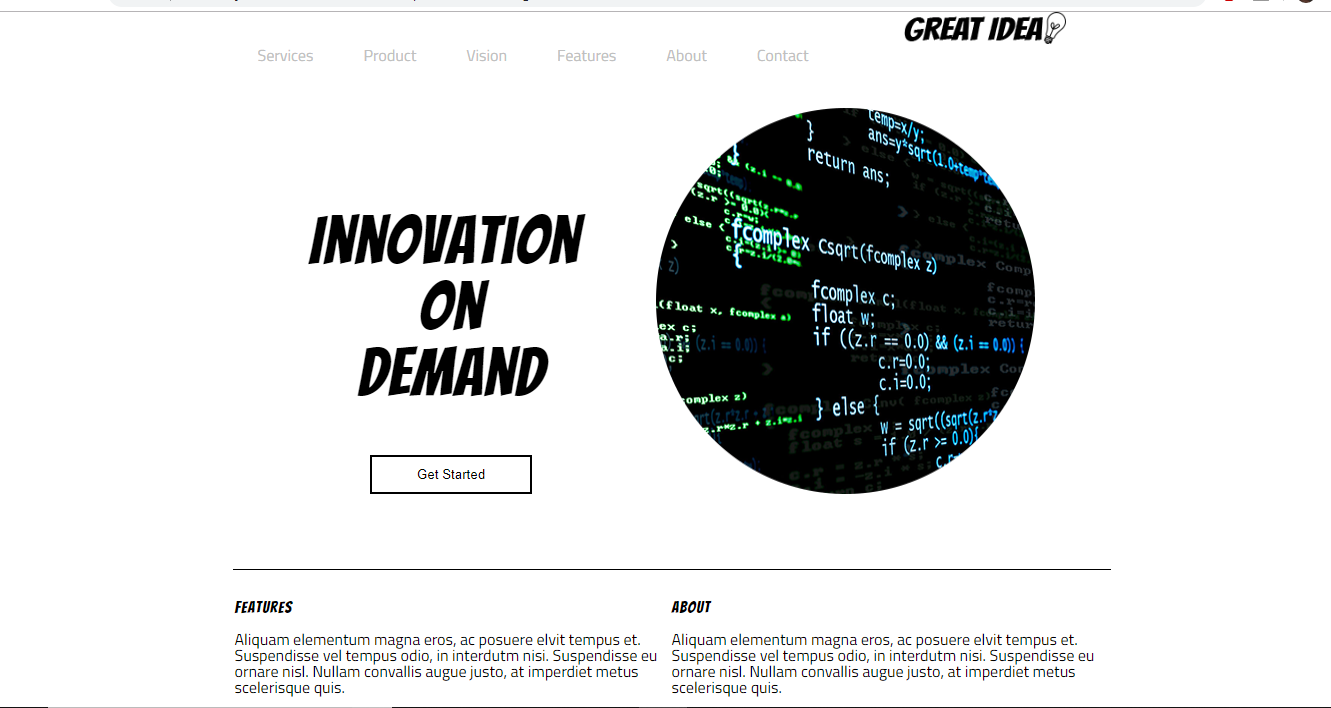 GREAT IDEA
Services Product Vision Features About Contact
INNOVATION
ON
DEMAND
Get Started
temp=x/y;
ans=y*sqrt(1.0+temp*te
}
return ans;
fcomplex Csqrt(fcomplex z)
{
fcomplex c;
float w;
if ((z.r == 0.0) && (z.i == 0.0)) {
c.r=0.0;
c.i=0.0;
} else {
w = sqrt((sqrt(z.r*z
if (z.r >= 0.0){
(float x, fcomplex a)
FEATURES
Aliquam elementum magna eros, ac posuere elvit tempus et.
Suspendisse vel tempus odio, in interdutm nisi. Suspendisse eu
ornare nisl. Nullam convallis augue justo, at imperdiet metus
scelerisque quis.
ABOUT
Aliquam elementum magna eros, ac posuere elvit tempus et.
Suspendisse vel tempus odio, in interdutm nisi. Suspendisse eu
ornare nisl. Nullam convallis augue justo, at imperdiet metus
scelerisque quis.